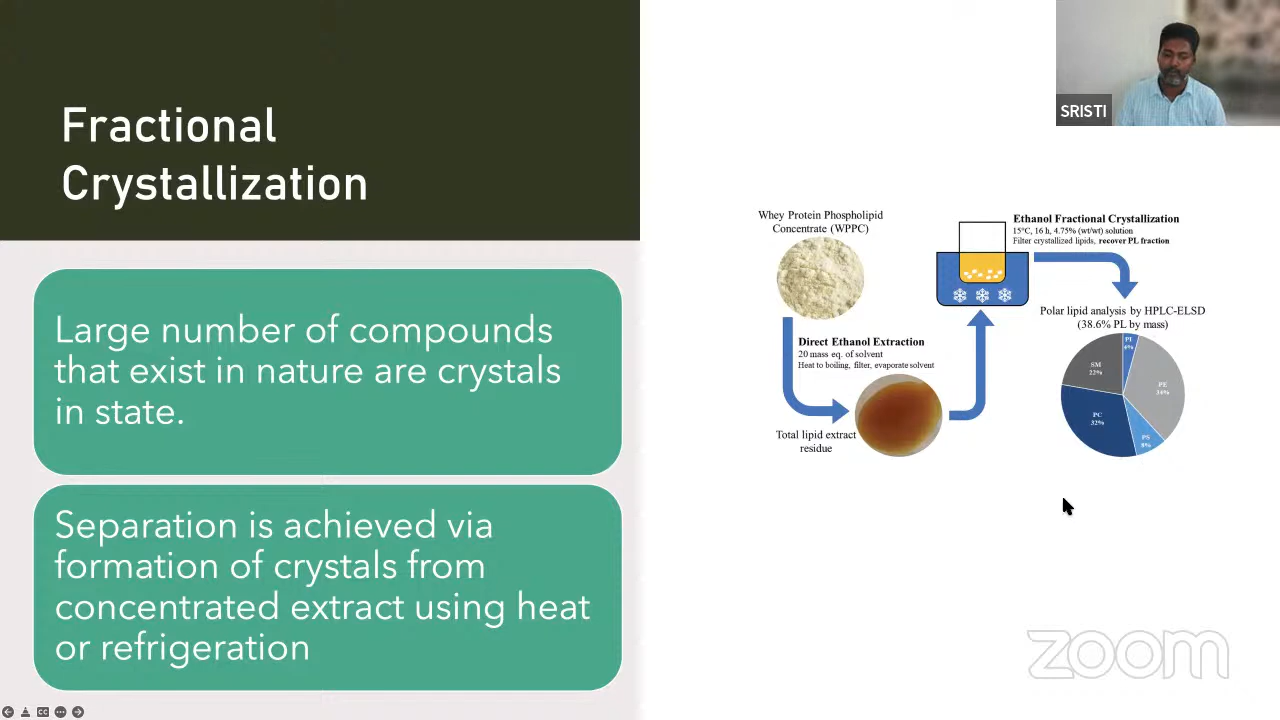 Fractional
Crystallization
Large number of compounds
that exist in nature are crystals
in state.
Separation is achieved via
formation of crystals from
concentrated extract using heat
or refrigeration
SRISTI
Whey Protein Phospholipid
Concentrate (WPPC)
Ethanol Fractional Crystallization
15°C, 16 h, 4.75% (wt/wt) solution
Filter crystallized lipids, recover PL fraction
Direct Ethanol Extraction
20 mass eq. of solvent
Heat to boiling, filter, evaporate solvent
Total lipid extract
residue
Polar lipid analysis by HPLC-ELSD
(38.6% PL by mass)
PI
6%
SM
22%
PE
34%
PC
32%
PS
8%
zoom
CC